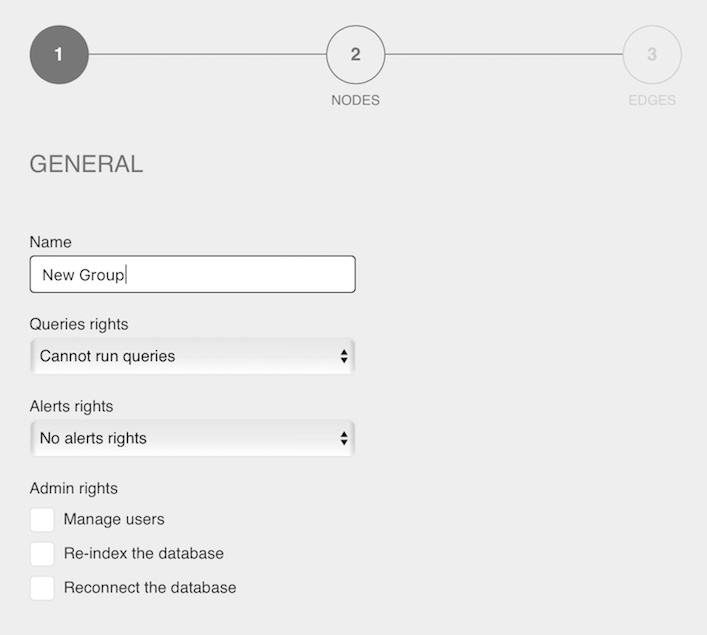 1
2
3
NODES
EDGES
GENERAL
Name
New Group
Queries rights
Cannot run queries
Alerts rights
No alerts rights
Admin rights
Manage users
Re-index the database
Reconnect the database